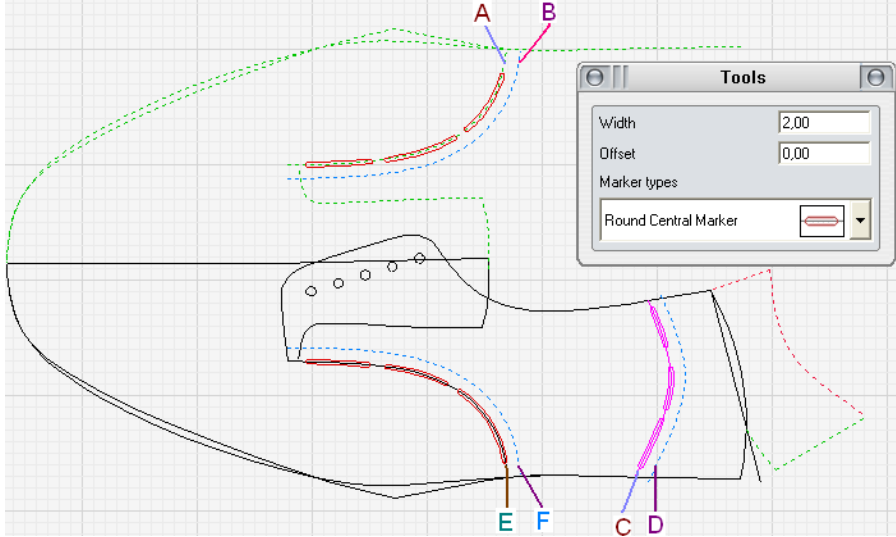 A
B
Tools
Width
2,00
Offset
0,00
Marker types
Round Central Marker
E
F
C
D